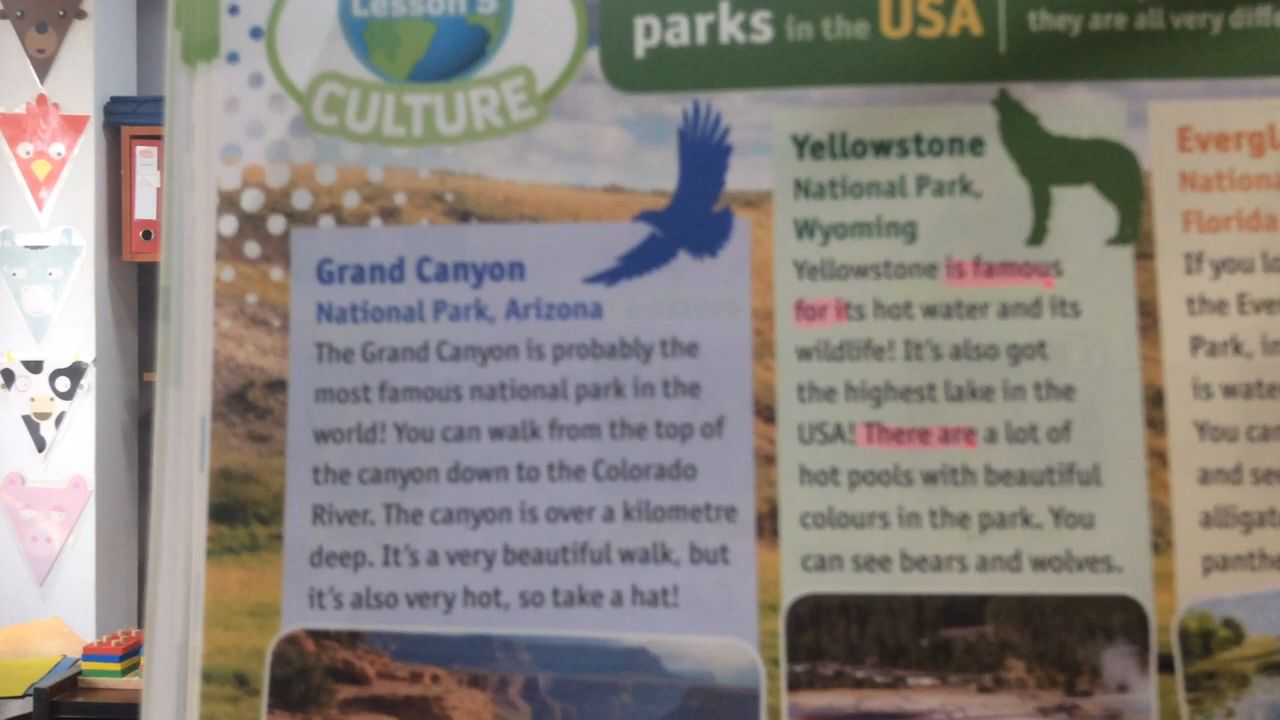 Lesson 5
CULTURE
parks in the USA
they are all very diffe
Grand Canyon
National Park, Arizona
The Grand Canyon is probably the
most famous national park in the
world! You can walk from the top of
the canyon down to the Colorado
River. The canyon is over a kilometre
deep. It's a very beautiful walk, but
it's also very hot, so take a hat!
Yellowstone
National Park,
Wyoming
Yellowstone is famous
for its hot water and its
wildlife! It's also got
the highest lake in the
USA! There are a lot of
hot pools with beautiful
colours in the park. You
can see bears and wolves.
Evergl
Nationa
Florida
If you lo
the Eve
Park, in
is wate
You can
and see
alligat
panthe